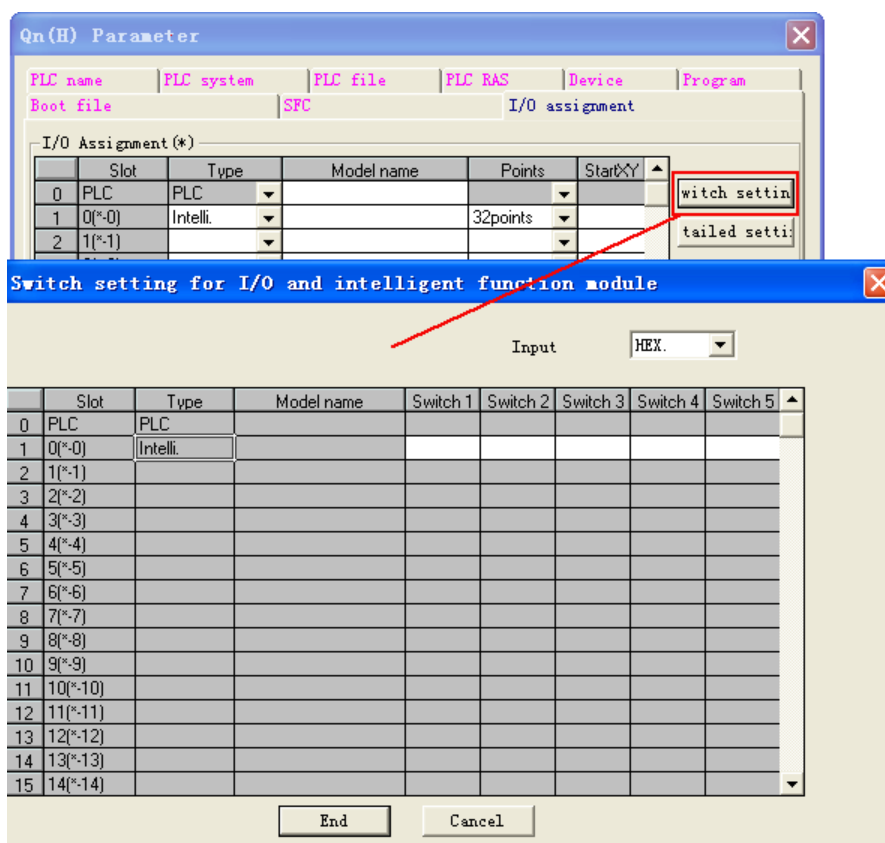 Qn(H) Parameter
PLC name PLC system PLC file PLC RAS Device Program
Boot file SFC I/O assignment
I/O Assignment(*)
Slot Type Model name Points StartXY
0 PLC PLC
1 0(*-0) Intelli. 32points
2 1(*-1)
witch settin
tailed setti
Switch setting for I/O and intelligent function module
Input HEX.
Slot Type Model name Switch 1 Switch 2 Switch 3 Switch 4 Switch 5
0 PLC PLC
1 0(*-0) Intelli.
2 1(*-1)
3 2(*-2)
4 3(*-3)
5 4(*-4)
6 5(*-5)
7 6(*-6)
8 7(*-7)
9 8(*-8)
10 9(*-9)
11 10(*-10)
12 11(*-11)
13 12(*-12)
14 13(*-13)
15 14(*-14)
End Cancel